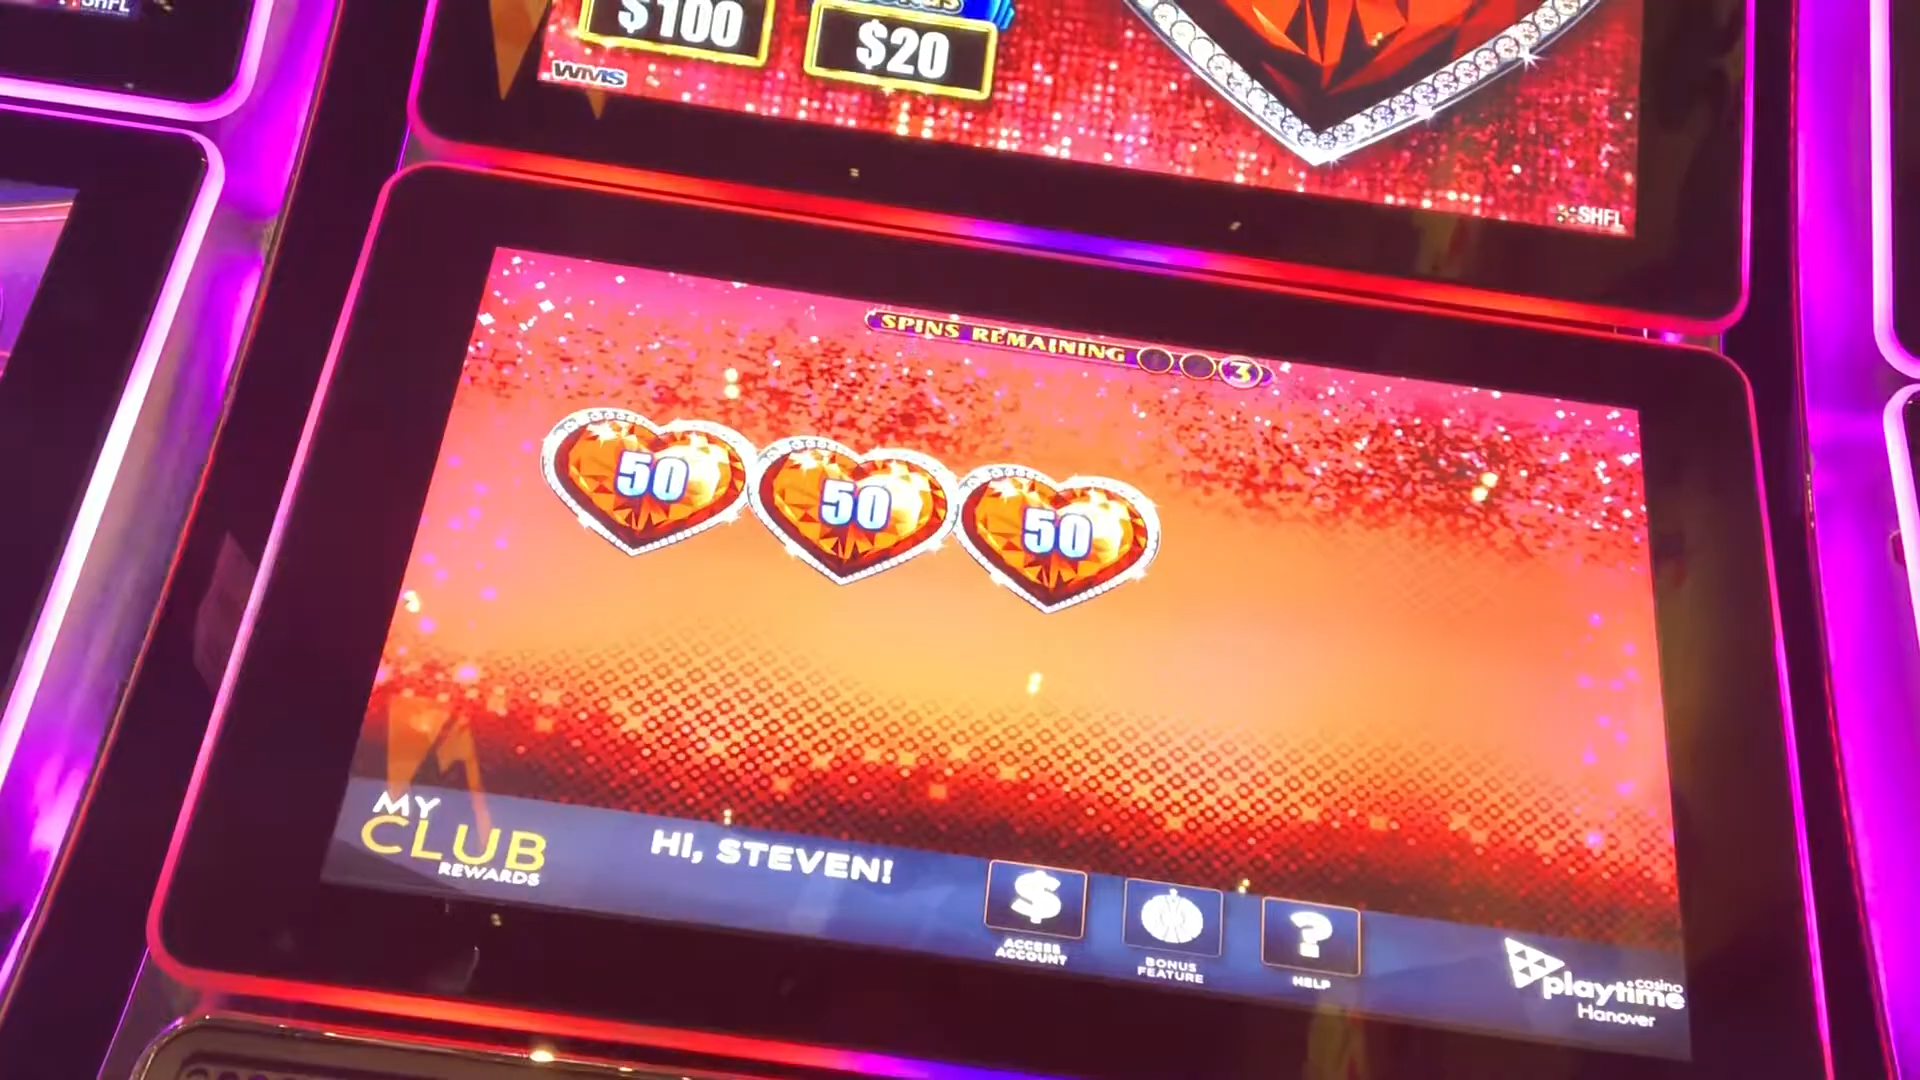 SHFL
$100
$20
WMS
SHFL
SPINS REMAINING 3
50
50
50
MY
CLUB
REWARDS
HI, STEVEN!
$
ACCESS
ACCOUNT
BONUS
FEATURE
?
HELP
casino
playtime
Hanover